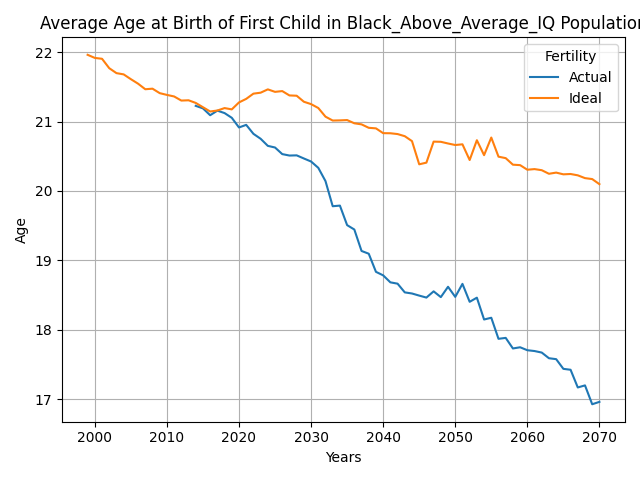 Average Age at Birth of First Child in Black_Above_Average_IQ Population
22
21
20
19
18
17
Age
Fertility
Actual
Ideal
2000 2010 2020 2030 2040 2050 2060 2070
Years